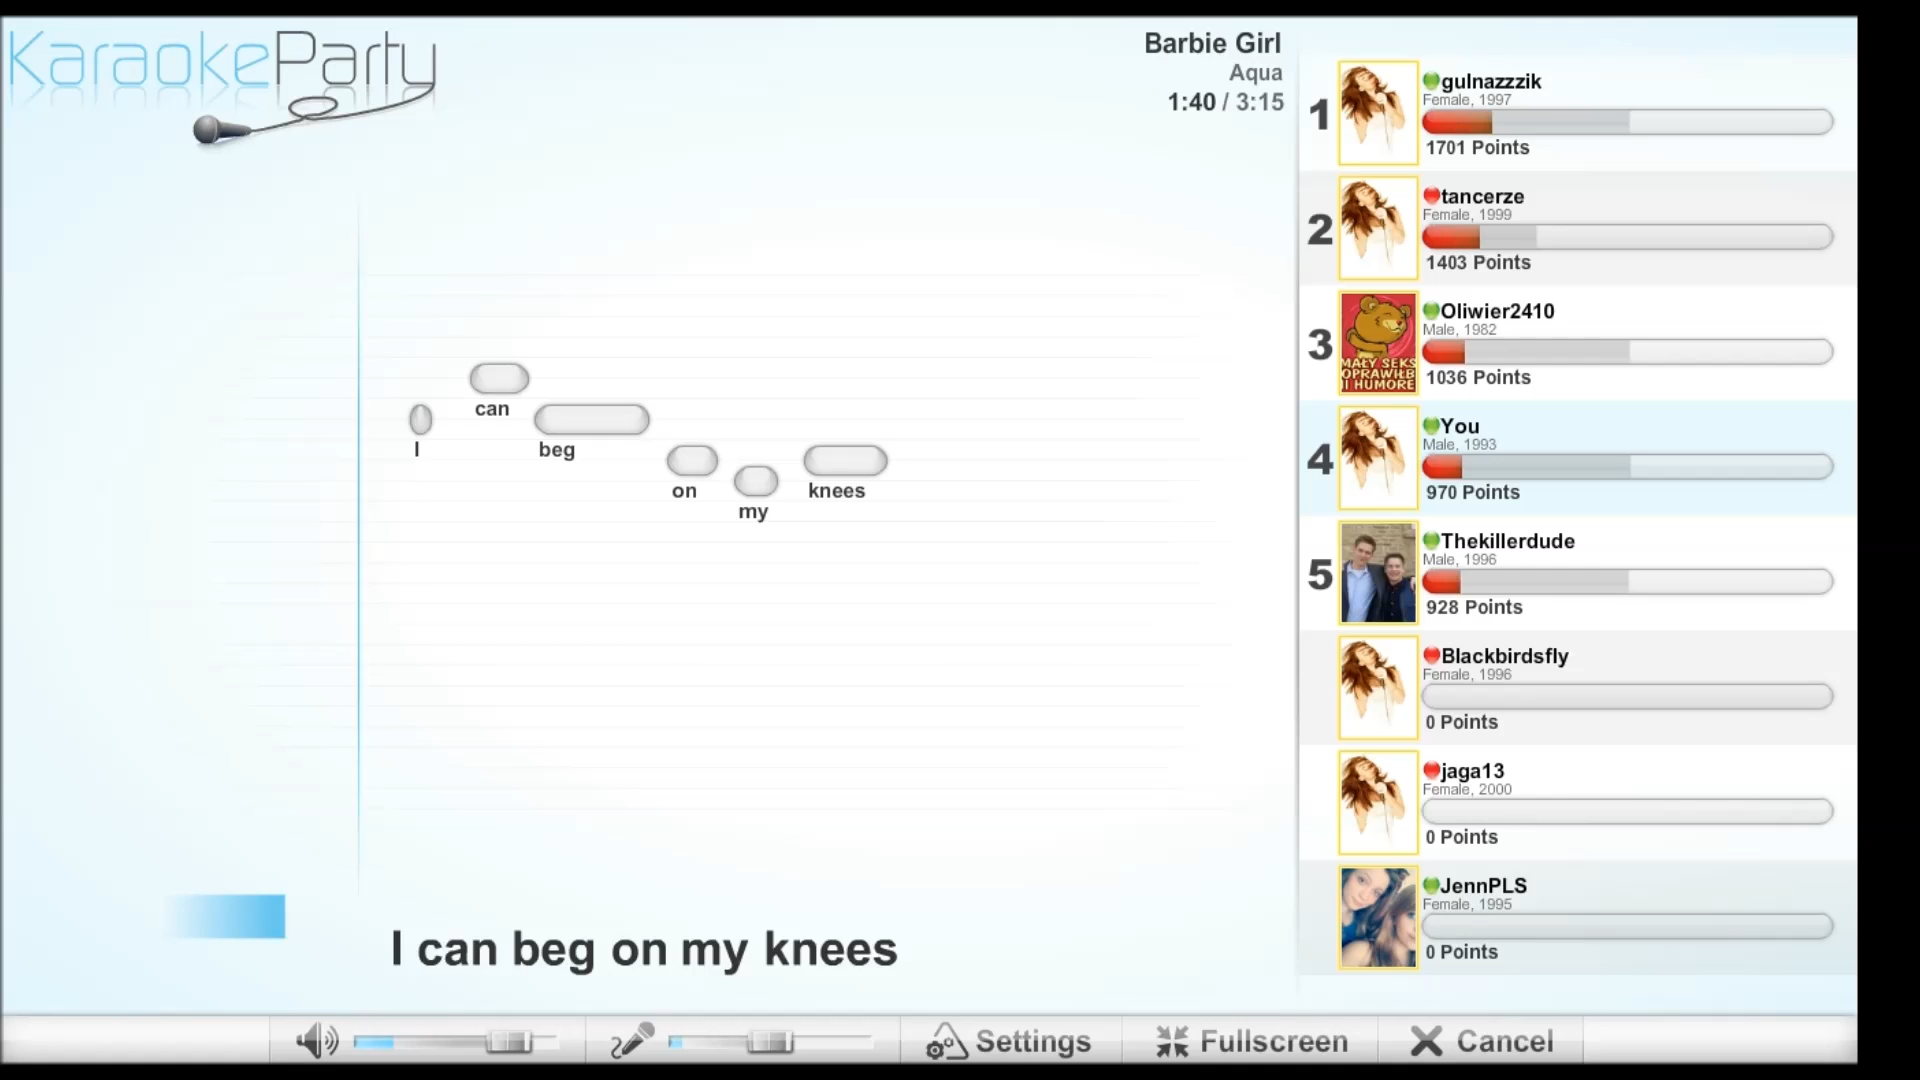 KaraokeParty
Barbie Girl
Aqua
1:40 / 3:15
I
can
beg
on
my
knees
I can beg on my knees
1
gulnazzzik
Female, 1997
1701 Points
2
tancerze
Female, 1999
1403 Points
3
MAŁY SEKS
OPRAWIŁB
I HUMORE
Oliwier2410
Male, 1982
1036 Points
4
You
Male, 1993
970 Points
5
Thekillerdude
Male, 1996
928 Points
Blackbirdsfly
Female, 1996
0 Points
jaga13
Female, 2000
0 Points
JennPLS
Female, 1995
0 Points
Settings
Fullscreen
Cancel